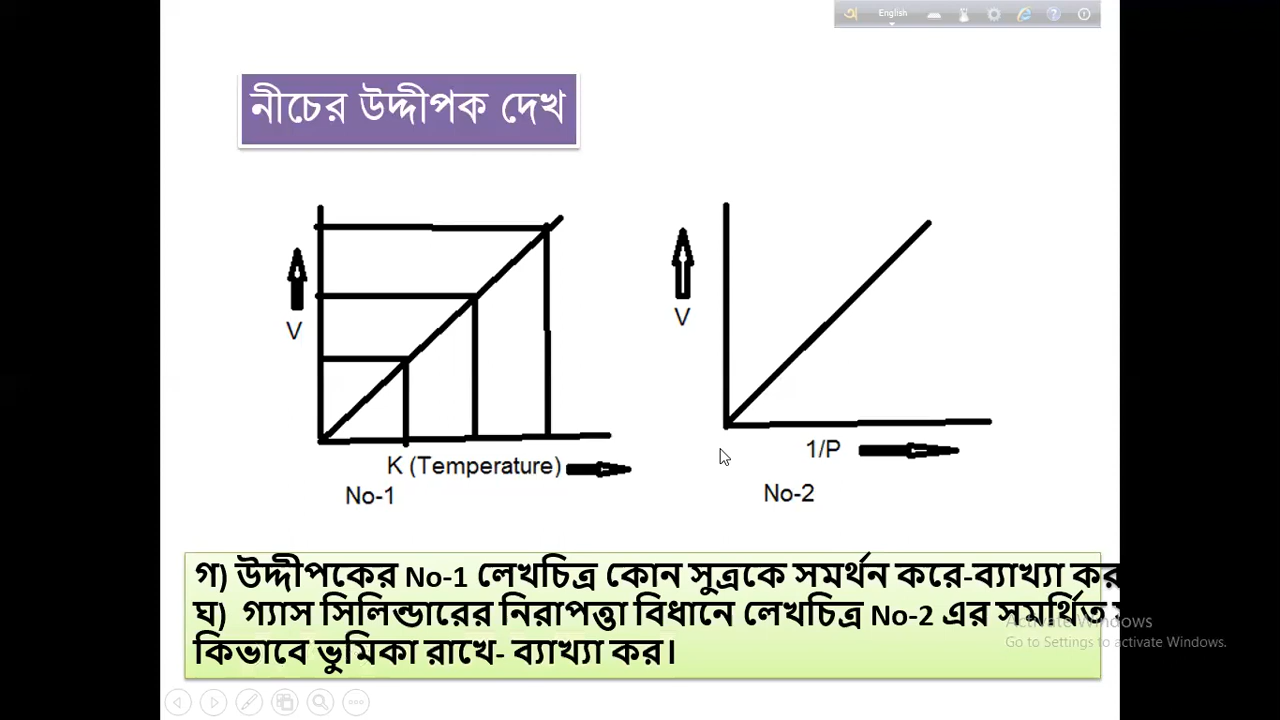 অ English
নীচের উদ্দীপক দেখ
V
K (Temperature)
No-1
V
1/P
No-2
গ) উদ্দীপকের No-1 লেখচিত্র কোন সুত্রকে সমর্থন করে-ব্যাখ্যা কর
ঘ) গ্যাস সিলিন্ডারের নিরাপত্তা বিধানে লেখচিত্র No-2 এর সমর্থিত
কিভাবে ভুমিকা রাখে- ব্যাখ্যা কর।
Activate Windows
Go to Settings to activate Windows.